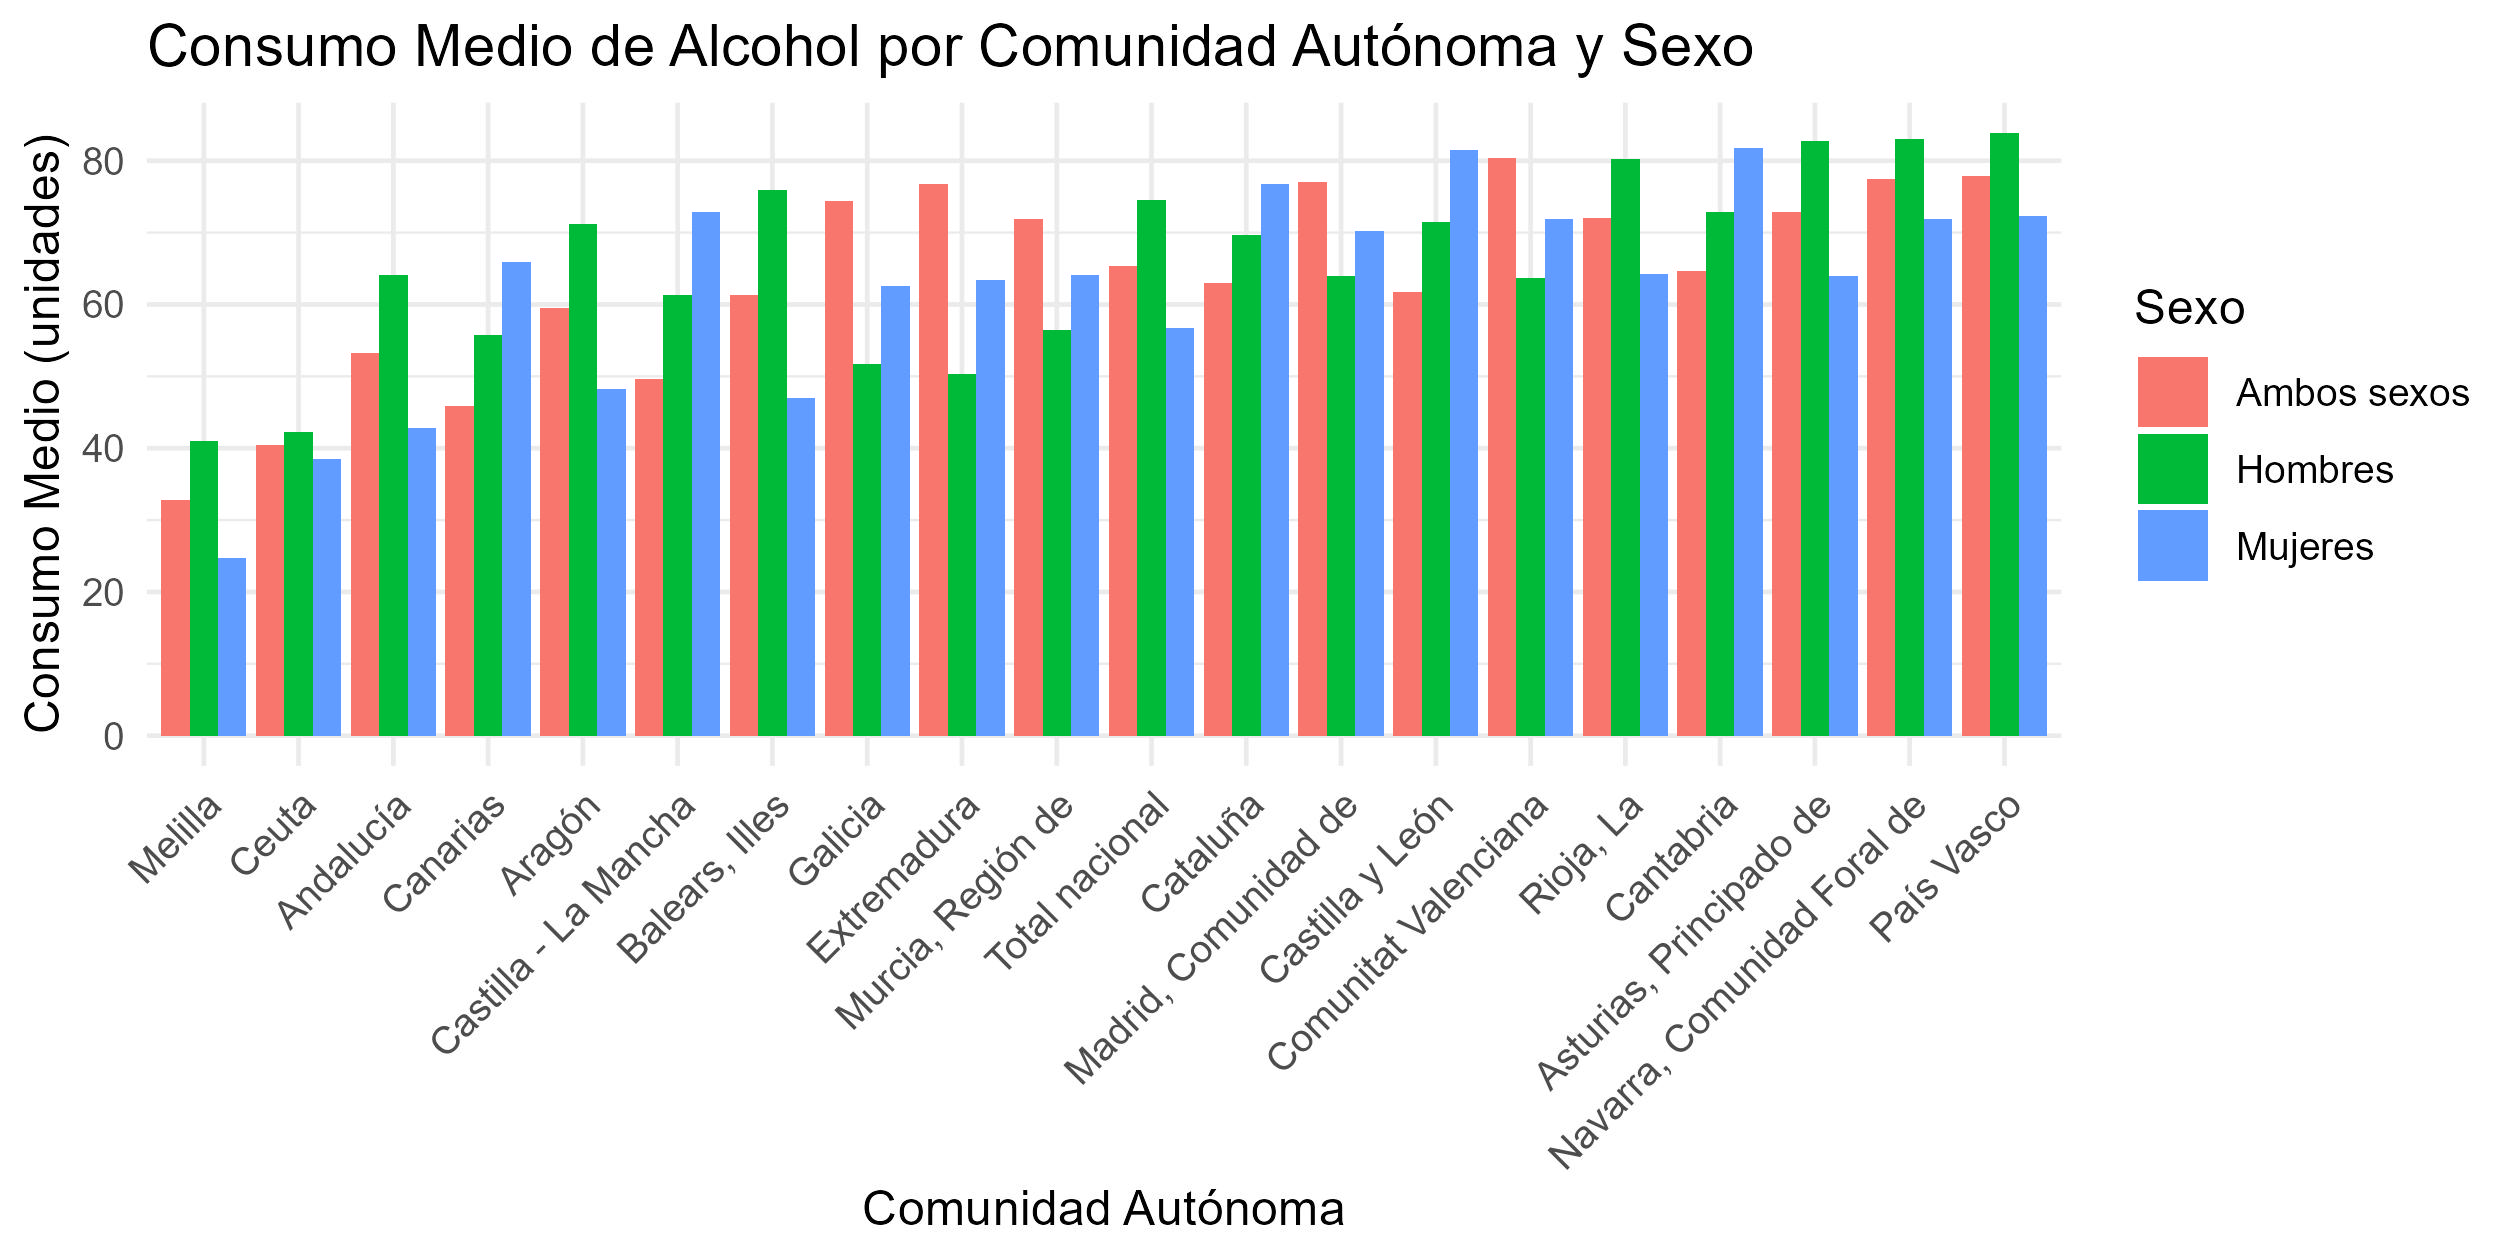 Consumo Medio de Alcohol por Comunidad Autónoma y Sexo
Consumo Medio (unidades)
80
60
40
20
0
Melilla
Ceuta
Andalucía
Canarias
Aragón
Castilla - La Mancha
Balears, Illes
Galicia
Extremadura
Murcia, Región de
Total nacional
Cataluña
Madrid, Comunidad de
Castilla y León
Comunitat Valenciana
Rioja, La
Cantabria
Asturias, Principado de
Navarra, Comunidad Foral de
País Vasco
Comunidad Autónoma
Sexo
Ambos sexos
Hombres
Mujeres